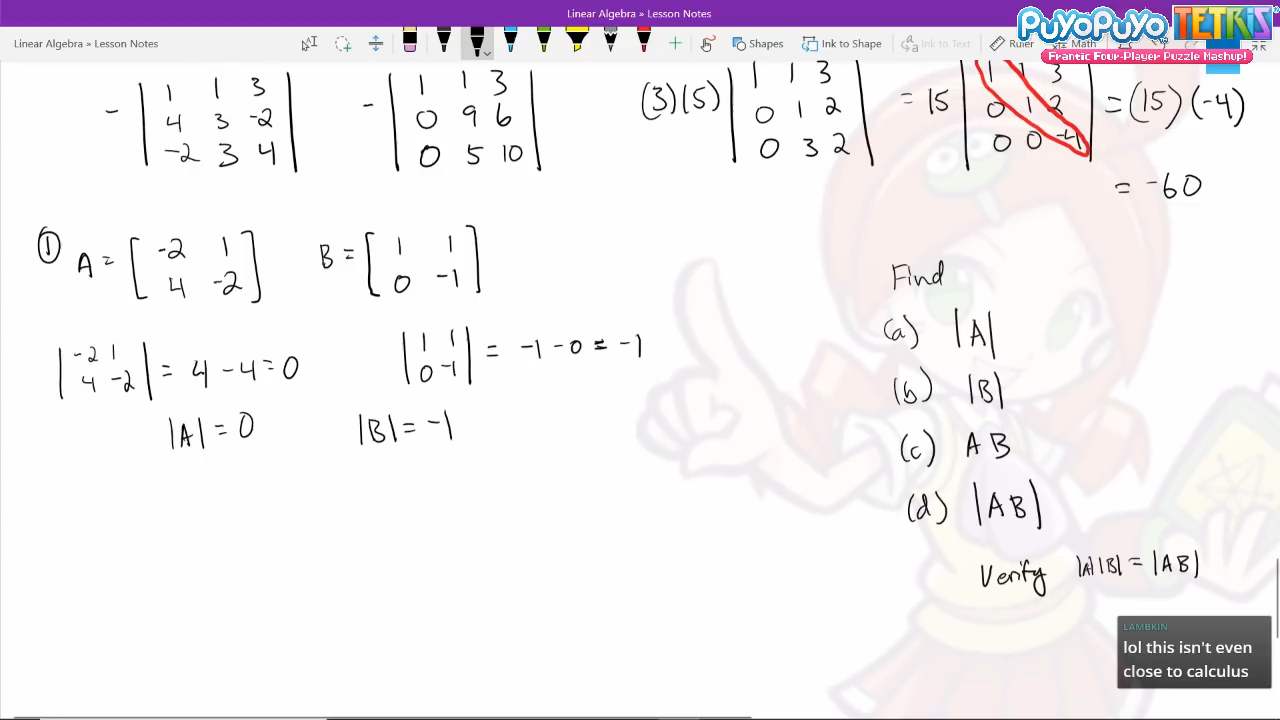 Linear Algebra » Lesson Notes
Linear Algebra » Lesson Notes
Shapes
Ink to Shape
Ink to Text
Ruler
Math
PuyoPuyo TETRIS
Frantic Four-Player Puzzle Mashup!
- | 1 1 3 | - | 1 1 3 | (3)(5) | 1 1 3 | = 15 | 1 1 3 | = (15)(-4)
| 4 3 -2 | | 0 9 6 | | 0 1 2 | | 0 1 2 |
| -2 3 4 | | 0 5 10 | | 0 3 2 | | 0 0 -4 |
= -60
① A = [ -2 1 ] B = [ 1 1 ]
[ 4 -2 ] [ 0 -1 ]
| -2 1 | = 4 - 4 = 0 | 1 1 | = -1 - 0 = -1
| 4 -2 | | 0 -1 |
|A| = 0 |B| = -1
Find
(a) |A|
(b) |B|
(c) AB
(d) |AB|
Verify |A||B| = |AB|
LAMBKIN
lol this isn't even
close to calculus